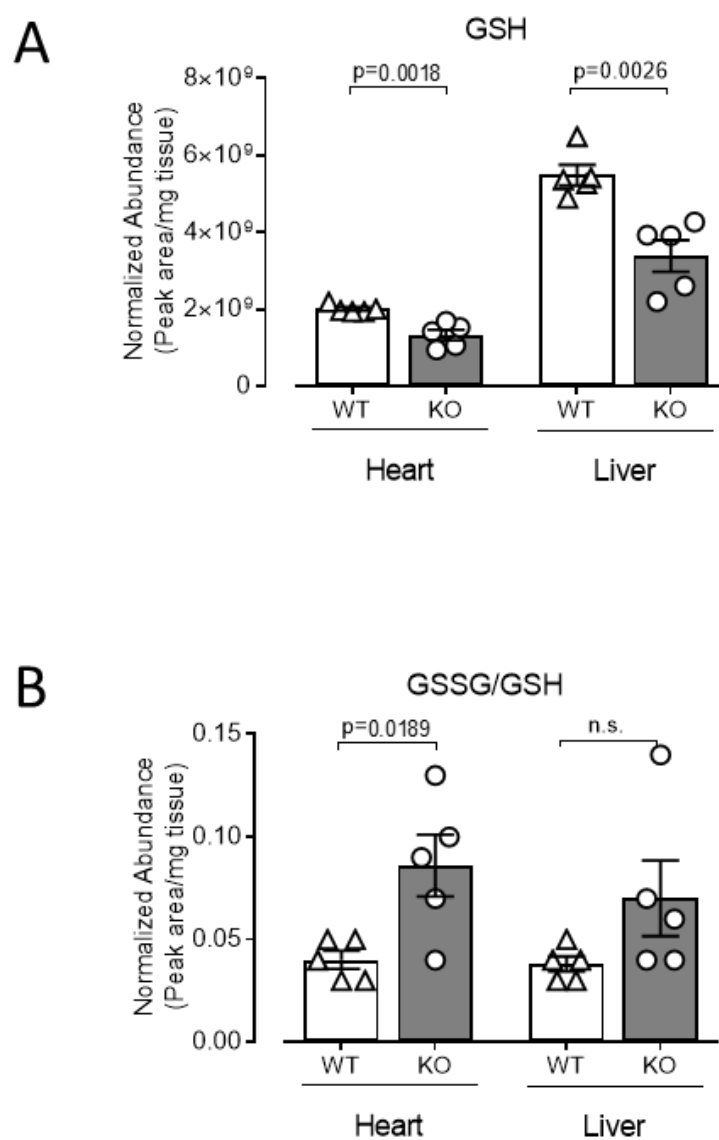 A
GSH
Normalized Abundance
(Peak area/mg tissue)
8×10⁹
6×10⁹
4×10⁹
2×10⁹
0
p=0.0018
p=0.0026
WT KO WT KO
Heart Liver
B
GSSG/GSH
Normalized Abundance
(Peak area/mg tissue)
0.15
0.10
0.05
0.00
p=0.0189
n.s.
WT KO WT KO
Heart Liver